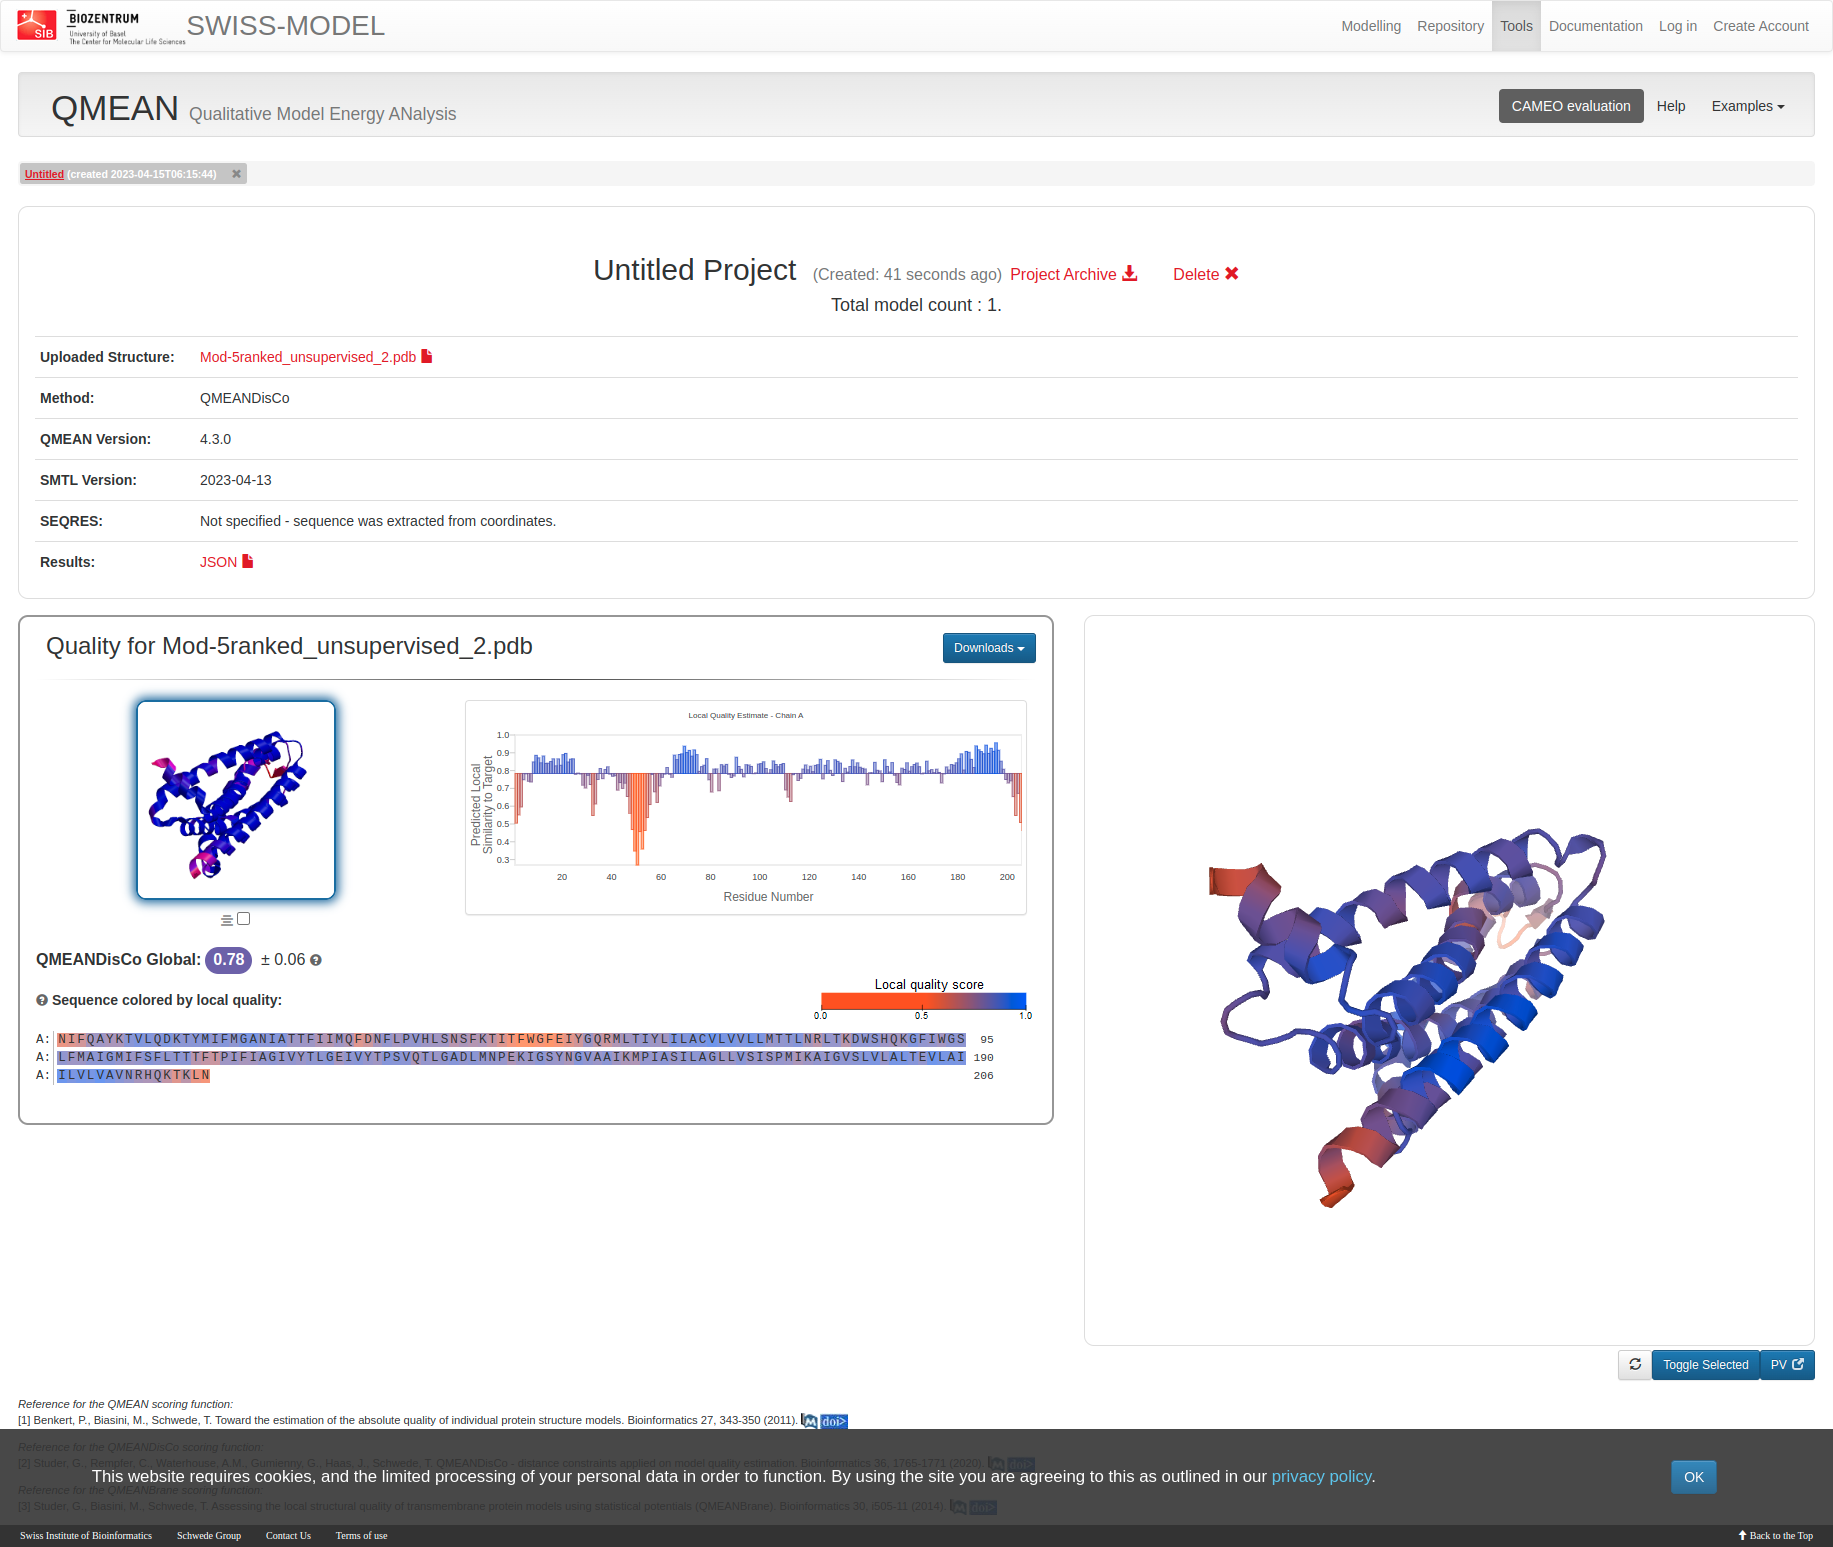 SIB
BIOZENTRUM
University of Basel
The Center for Molecular Life Sciences
SWISS-MODEL
Modelling Repository Tools Documentation Log in Create Account
QMEAN Qualitative Model Energy ANalysis
CAMEO evaluation Help Examples
Untitled (created 2023-04-15T06:15:44)
Untitled Project (Created: 41 seconds ago) Project Archive Delete
Total model count : 1.
Uploaded Structure: Mod-5ranked_unsupervised_2.pdb
Method: QMEANDisCo
QMEAN Version: 4.3.0
SMTL Version: 2023-04-13
SEQRES: Not specified - sequence was extracted from coordinates.
Results: JSON
Quality for Mod-5ranked_unsupervised_2.pdb
Downloads
Local Quality Estimate - Chain A
Predicted Local
Similarity to Target
1.0
0.9
0.8
0.7
0.6
0.5
0.4
0.3
20 40 60 80 100 120 140 160 180 200
Residue Number
QMEANDisCo Global: 0.78 ± 0.06
Sequence colored by local quality:
Local quality score
0.0 0.5 1.0
A: NIFQAYKTVLQDKTYMIFMGANIATTFIIMQFDNFLPVHLSNSFKTITFWGFEIYGQRMLTIYLILACVLVVLLMTTLNRLTKDWSHQKGFIWGS 95
A: LFMAIGMIFSFLTTTFTPIFIAGIVYTLGEIVYTPSVQTLGADLMNPEKIGSYNGVAAIKMPIASILAGLLVSISPMIKAIGVSLVLALTEVLAI 190
A: ILVLVAVNRHQKTKLN 206
Toggle Selected PV
Reference for the QMEAN scoring function:
[1] Benkert, P., Biasini, M., Schwede, T. Toward the estimation of the absolute quality of individual protein structure models. Bioinformatics 27, 343-350 (2011). doi>
Reference for the QMEANDisCo scoring function:
[2] Studer, G., Rempfer, C., Waterhouse, A.M., Gumienny, G., Haas, J., Schwede, T. QMEANDisCo - distance constraints applied on model quality estimation. Bioinformatics 36, 1765-1771 (2020). doi>
This website requires cookies, and the limited processing of your personal data in order to function. By using the site you are agreeing to this as outlined in our privacy policy.
OK
Reference for the QMEANBrane scoring function:
[3] Studer, G., Biasini, M., Schwede, T. Assessing the local structural quality of transmembrane protein models using statistical potentials (QMEANBrane). Bioinformatics 30, i505-11 (2014). doi>
Swiss Institute of Bioinformatics Schwede Group Contact Us Terms of use Back to the Top